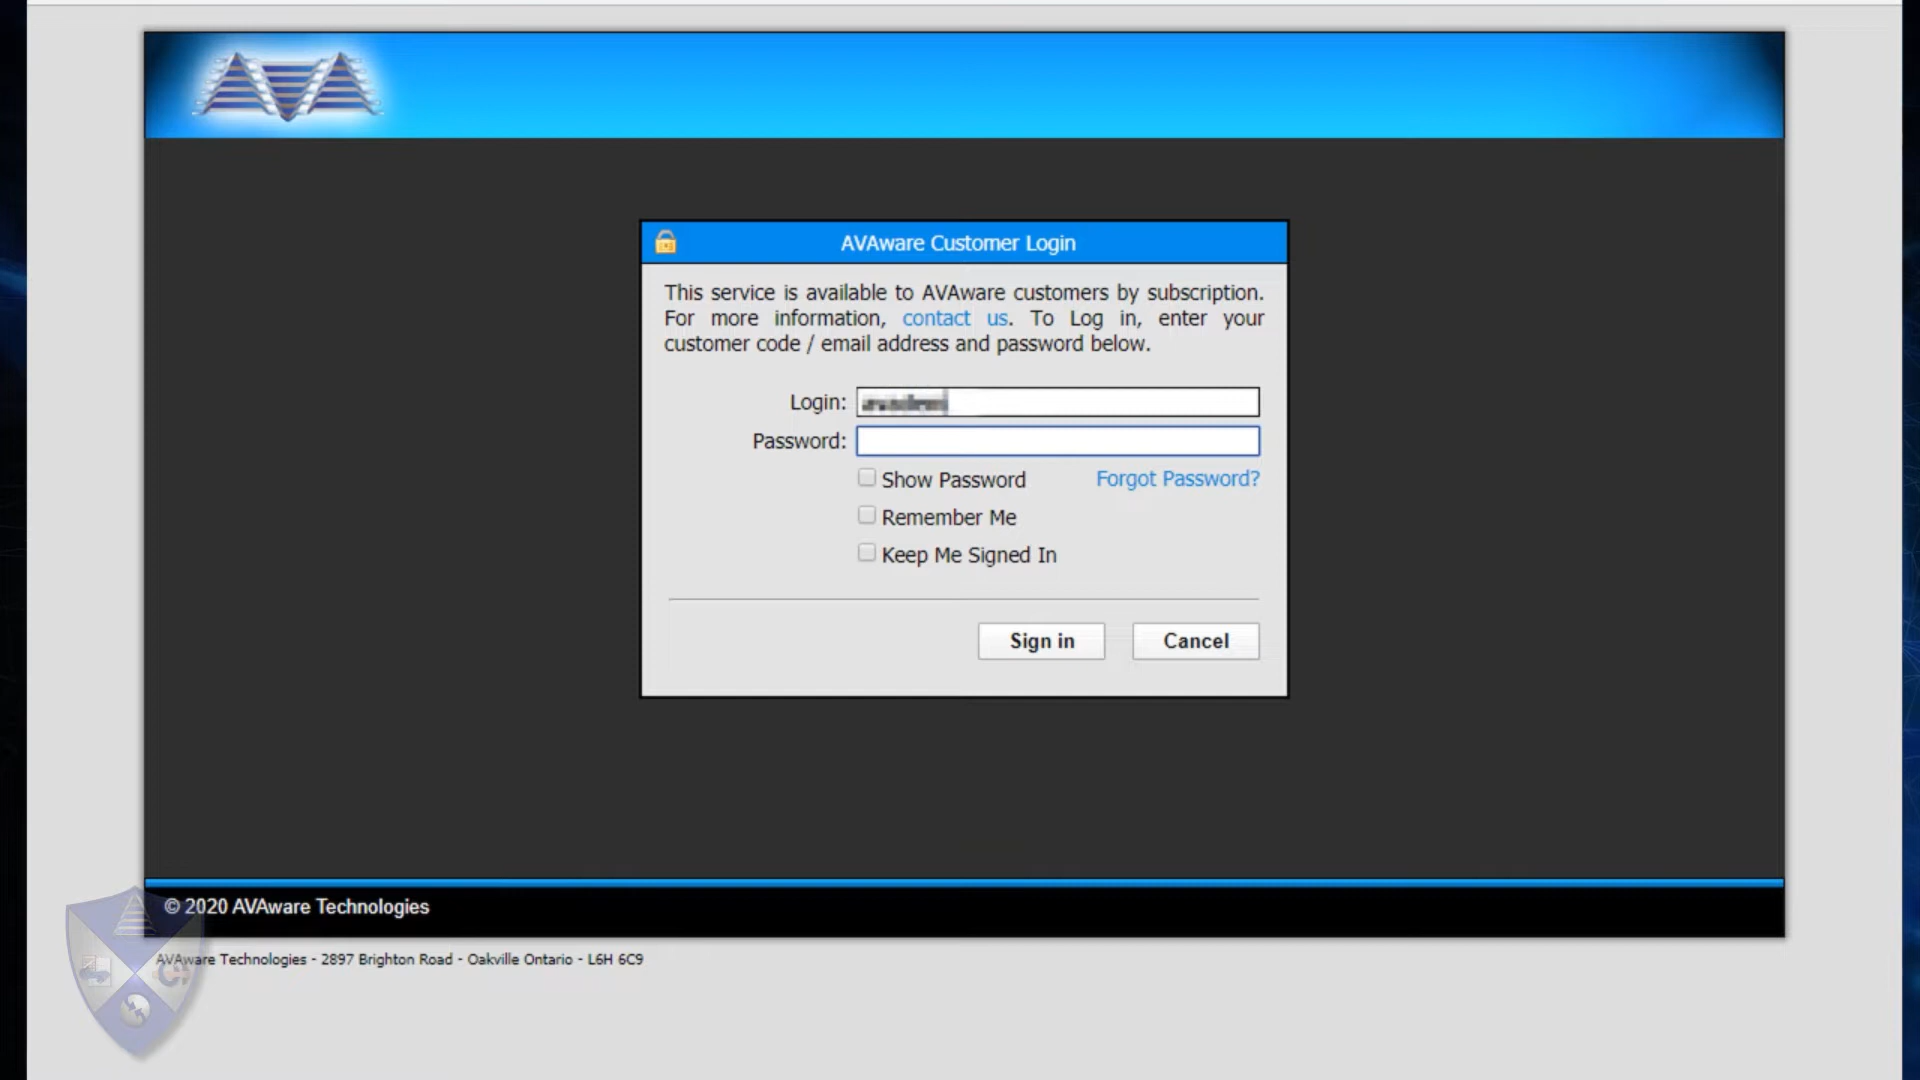 AVA
AVAware Customer Login
This service is available to AVAware customers by subscription.
For more information, contact us. To Log in, enter your
customer code / email address and password below.
Login:
Password:
Show Password Forgot Password?
Remember Me
Keep Me Signed In
Sign in Cancel
© 2020 AVAware Technologies
AVAware Technologies - 2897 Brighton Road - Oakville Ontario - L6H 6C9